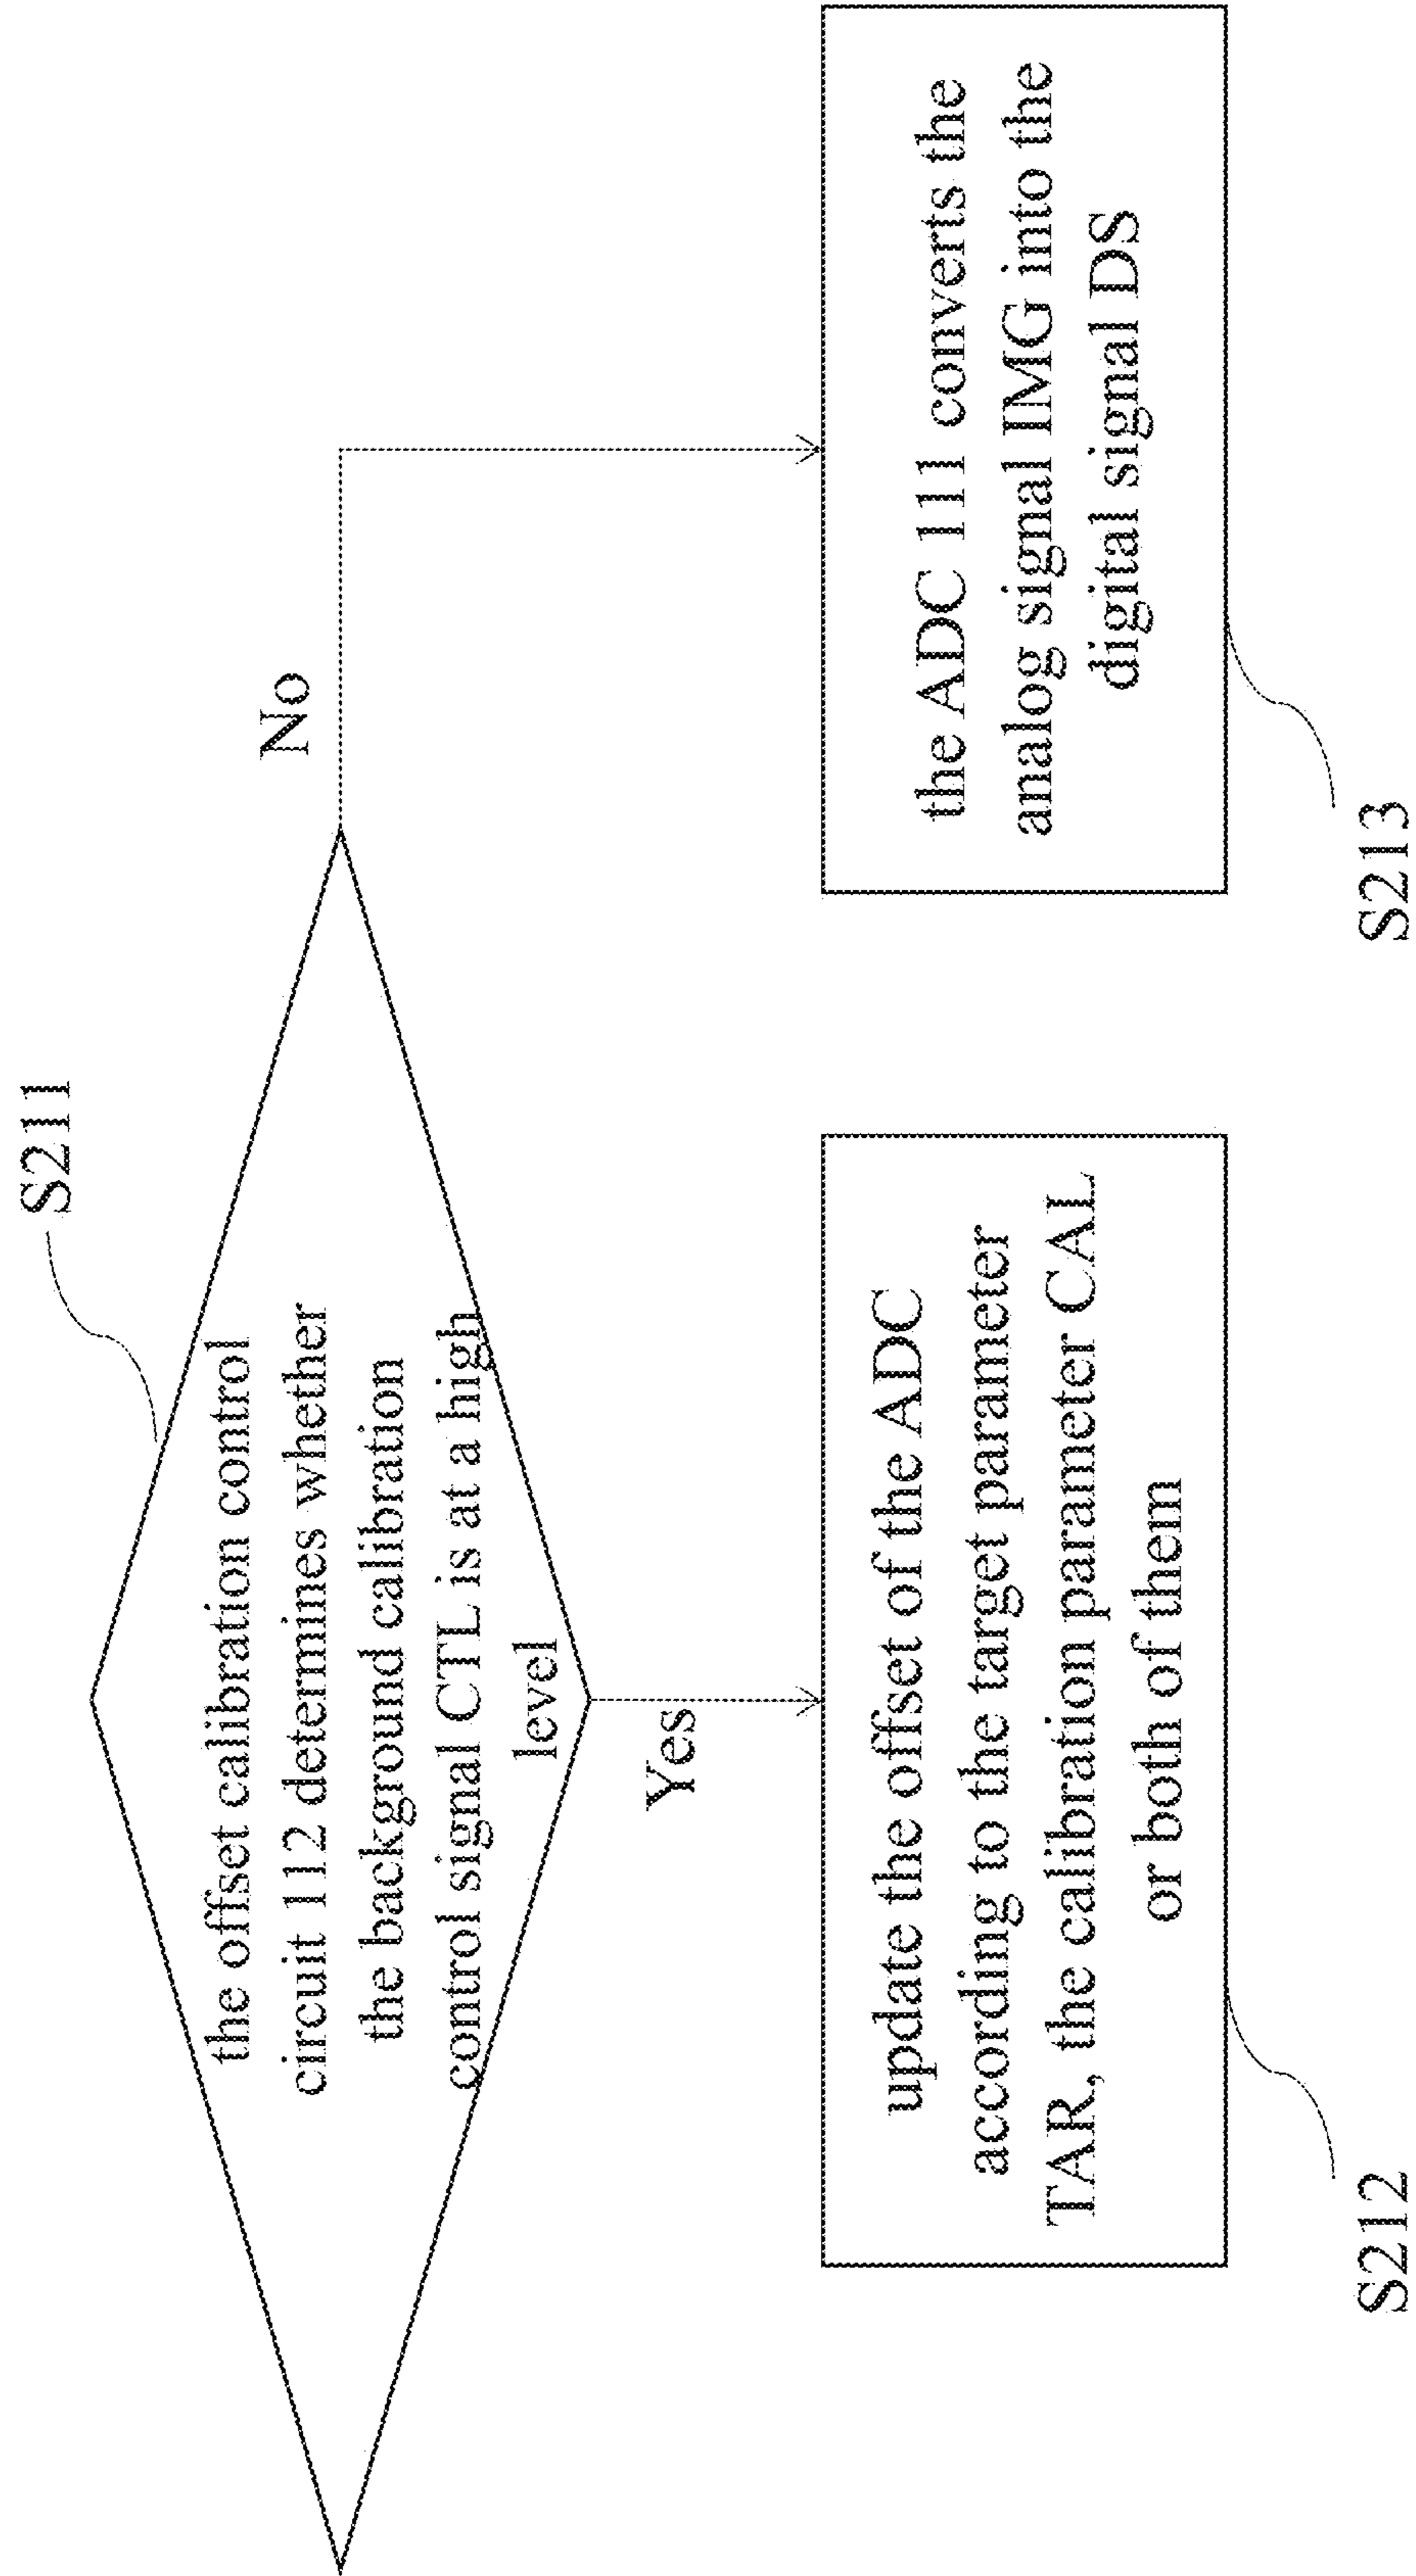 S211
the offset calibration control
circuit 112 determines whether
the background calibration
control signal CTL is at a high
level
No
Yes
update the offset of the ADC
according to the target parameter
TAR, the calibration parameter CAL
or both of them
S212
the ADC 111 converts the
analog signal IMG into the
digital signal DS
S213